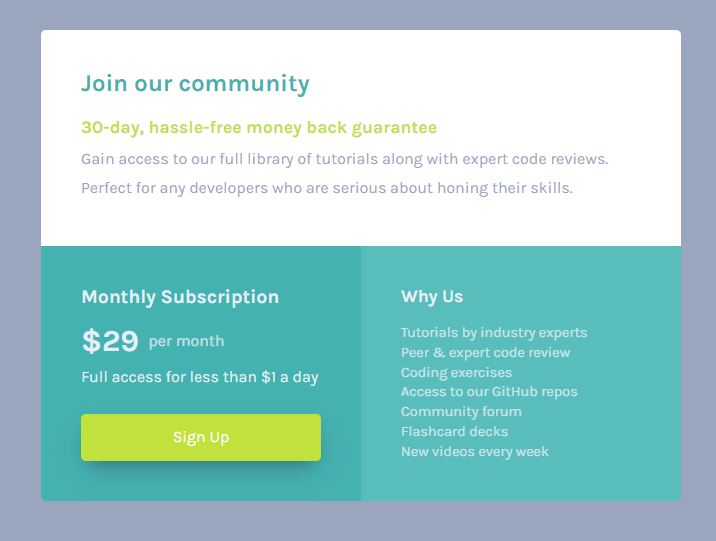 Join our community
30-day, hassle-free money back guarantee
Gain access to our full library of tutorials along with expert code reviews.
Perfect for any developers who are serious about honing their skills.
Monthly Subscription
$29 per month
Full access for less than $1 a day
Sign Up
Why Us
Tutorials by industry experts
Peer & expert code review
Coding exercises
Access to our GitHub repos
Community forum
Flashcard decks
New videos every week